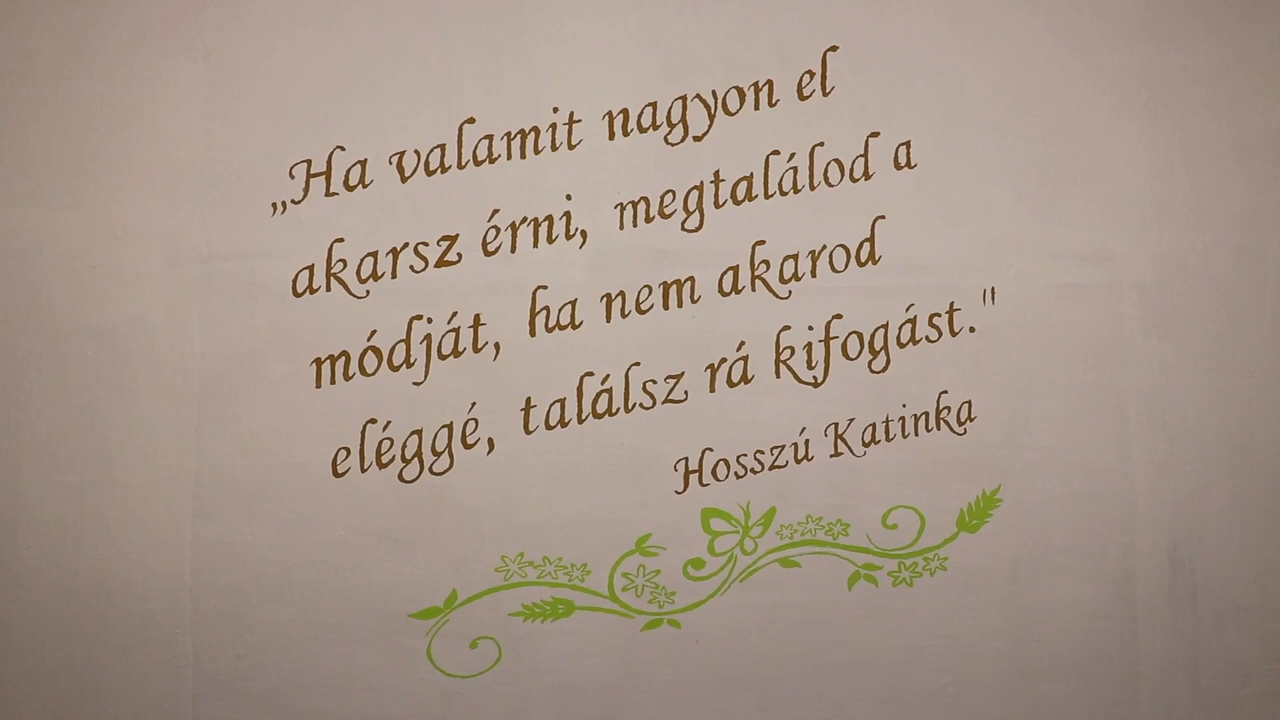 „Ha valamit nagyon el
akarsz érni, megtalálod a
módját, ha nem akarod
eléggé, találsz rá kifogást."
Hosszú Katinka